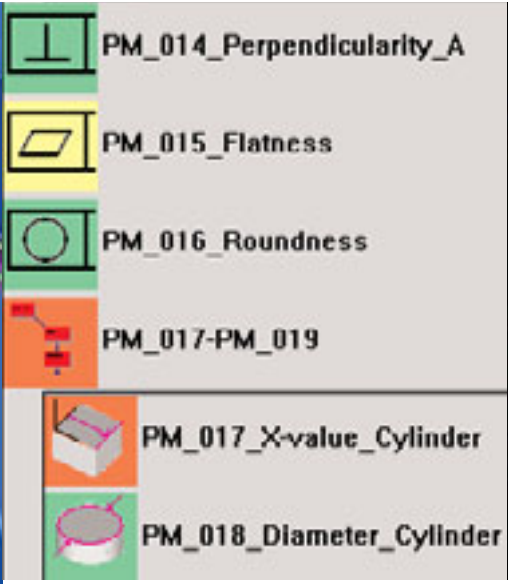 PM_014_Perpendicularity_A
PM_015_Flatness
PM_016_Roundness
PM_017-PM_019
PM_017_X-value_Cylinder
PM_018_Diameter_Cylinder